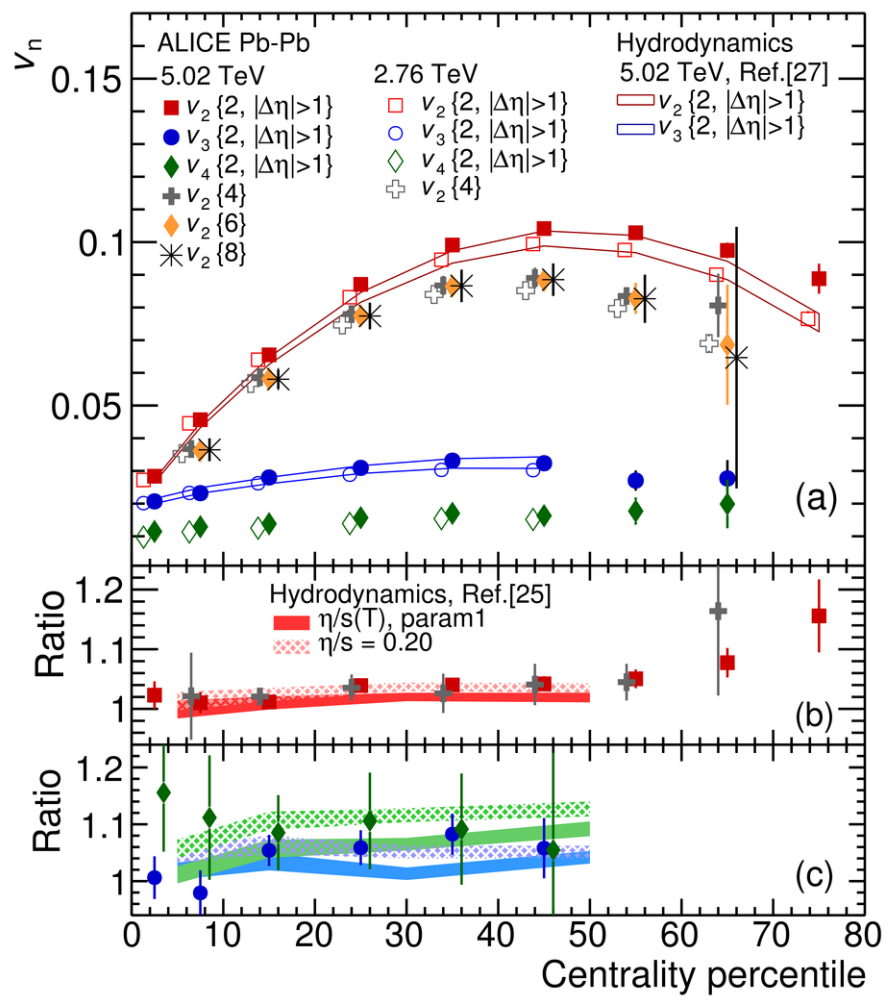 v_n
ALICE Pb-Pb
5.02 TeV
v_2 {2, |Δη|>1}
v_3 {2, |Δη|>1}
v_4 {2, |Δη|>1}
v_2 {4}
v_2 {6}
v_2 {8}
2.76 TeV
v_2 {2, |Δη|>1}
v_3 {2, |Δη|>1}
v_4 {2, |Δη|>1}
v_2 {4}
Hydrodynamics
5.02 TeV, Ref.[27]
v_2 {2, |Δη|>1}
v_3 {2, |Δη|>1}
0.15
0.1
0.05
(a)
Ratio
1.2
1.1
1
Hydrodynamics, Ref.[25]
η/s(T), param1
η/s = 0.20
(b)
Ratio
1.2
1.1
1
(c)
0 10 20 30 40 50 60 70 80
Centrality percentile